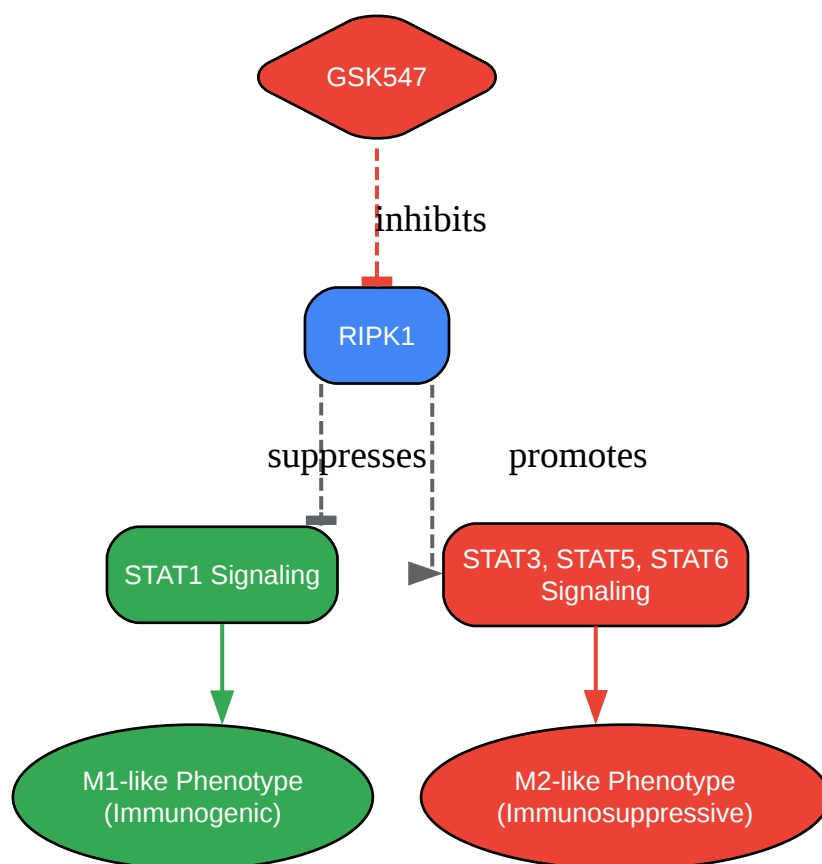 GSK547
inhibits
RIPK1
suppresses
promotes
STAT1 Signaling
STAT3, STAT5, STAT6
Signaling
M1-like Phenotype
(Immunogenic)
M2-like Phenotype
(Immunosuppressive)